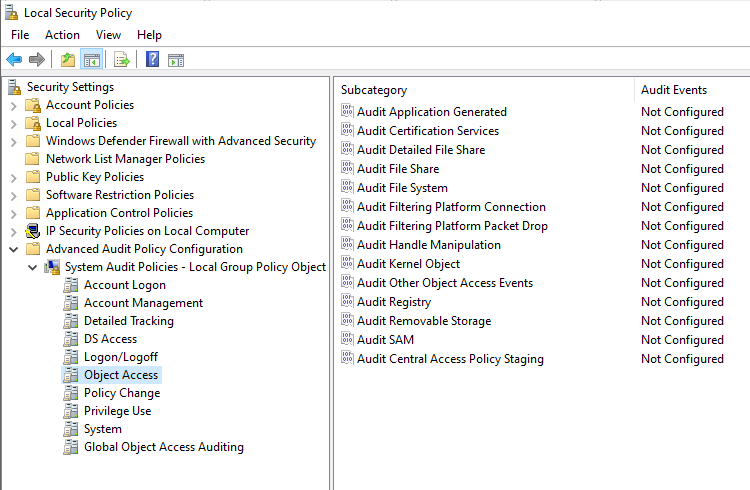 Local Security Policy
File Action View Help
Security Settings
Account Policies
Local Policies
Windows Defender Firewall with Advanced Security
Network List Manager Policies
Public Key Policies
Software Restriction Policies
Application Control Policies
IP Security Policies on Local Computer
Advanced Audit Policy Configuration
System Audit Policies - Local Group Policy Object
Account Logon
Account Management
Detailed Tracking
DS Access
Logon/Logoff
Object Access
Policy Change
Privilege Use
System
Global Object Access Auditing
Subcategory Audit Events
Audit Application Generated Not Configured
Audit Certification Services Not Configured
Audit Detailed File Share Not Configured
Audit File Share Not Configured
Audit File System Not Configured
Audit Filtering Platform Connection Not Configured
Audit Filtering Platform Packet Drop Not Configured
Audit Handle Manipulation Not Configured
Audit Kernel Object Not Configured
Audit Other Object Access Events Not Configured
Audit Registry Not Configured
Audit Removable Storage Not Configured
Audit SAM Not Configured
Audit Central Access Policy Staging Not Configured